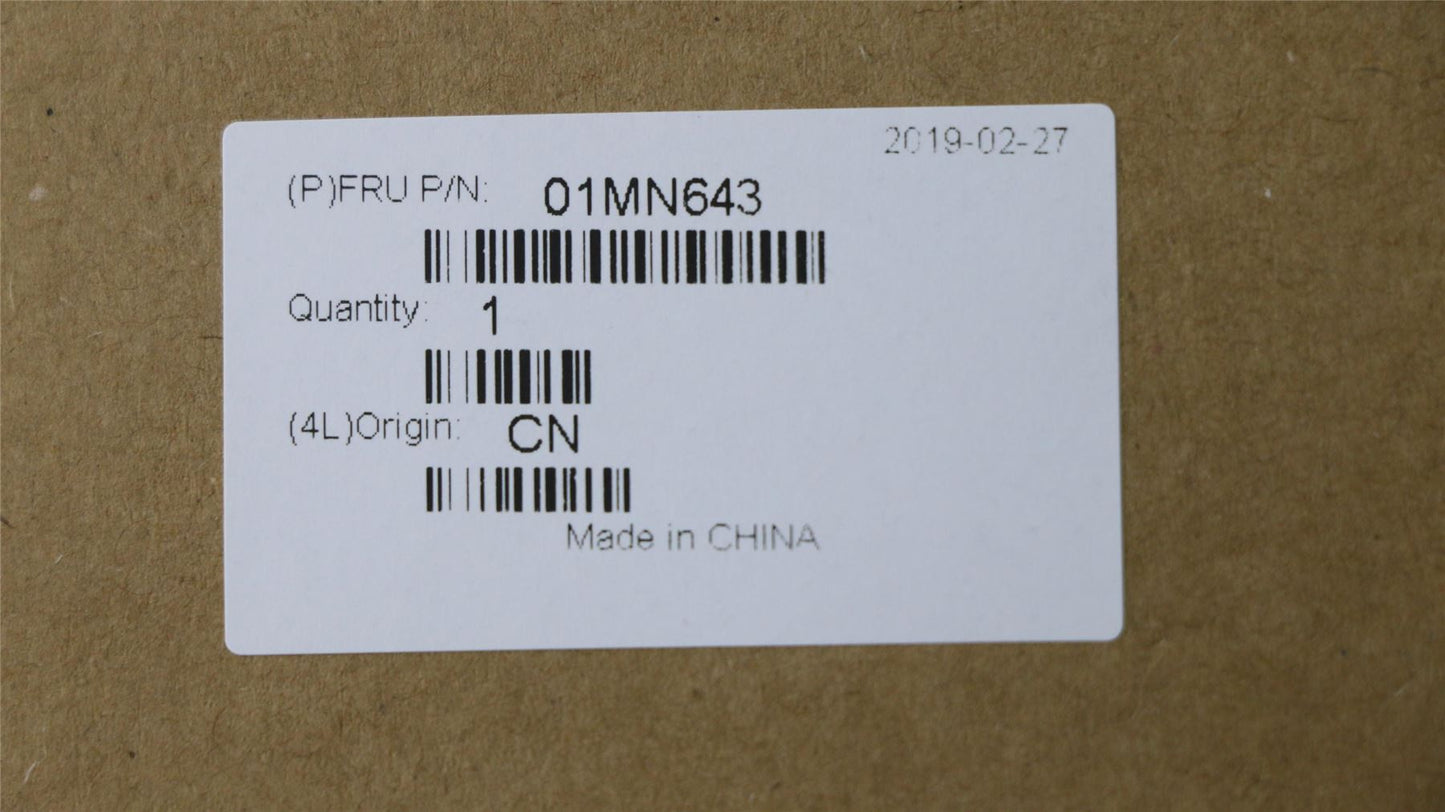 2019-02-27
(P)FRU P/N: 01MN643
Quantity: 1
(4L)Origin: CN
Made in CHINA